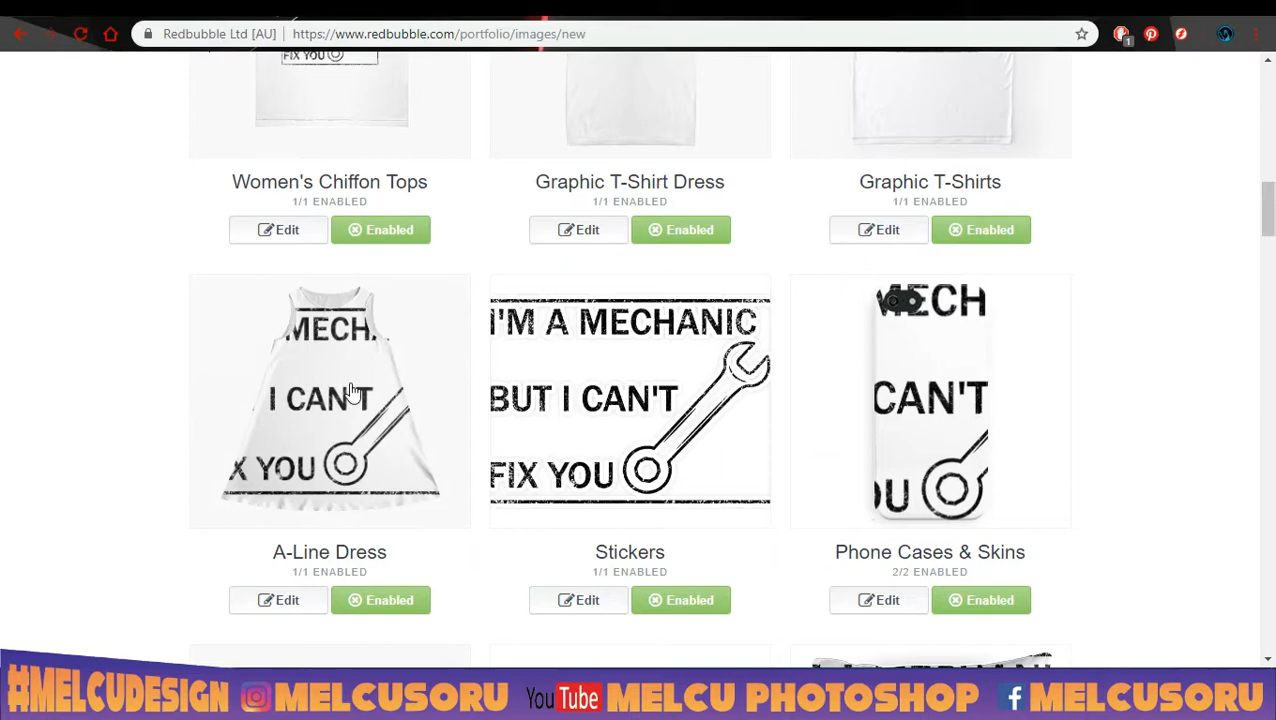 Redbubble Ltd [AU] | https://www.redbubble.com/portfolio/images/new
1
FIX YOU
Women's Chiffon Tops
1/1 ENABLED
Edit Enabled
Graphic T-Shirt Dress
1/1 ENABLED
Edit Enabled
Graphic T-Shirts
1/1 ENABLED
Edit Enabled
MECHA
I CAN'T
X YOU
A-Line Dress
1/1 ENABLED
Edit Enabled
I'M A MECHANIC
BUT I CAN'T
FIX YOU
Stickers
1/1 ENABLED
Edit Enabled
MECH
CAN'T
OU
Phone Cases & Skins
2/2 ENABLED
Edit Enabled
#MELCUDESIGN MELCUSORU YouTube MELCU PHOTOSHOP f MELCUSORU